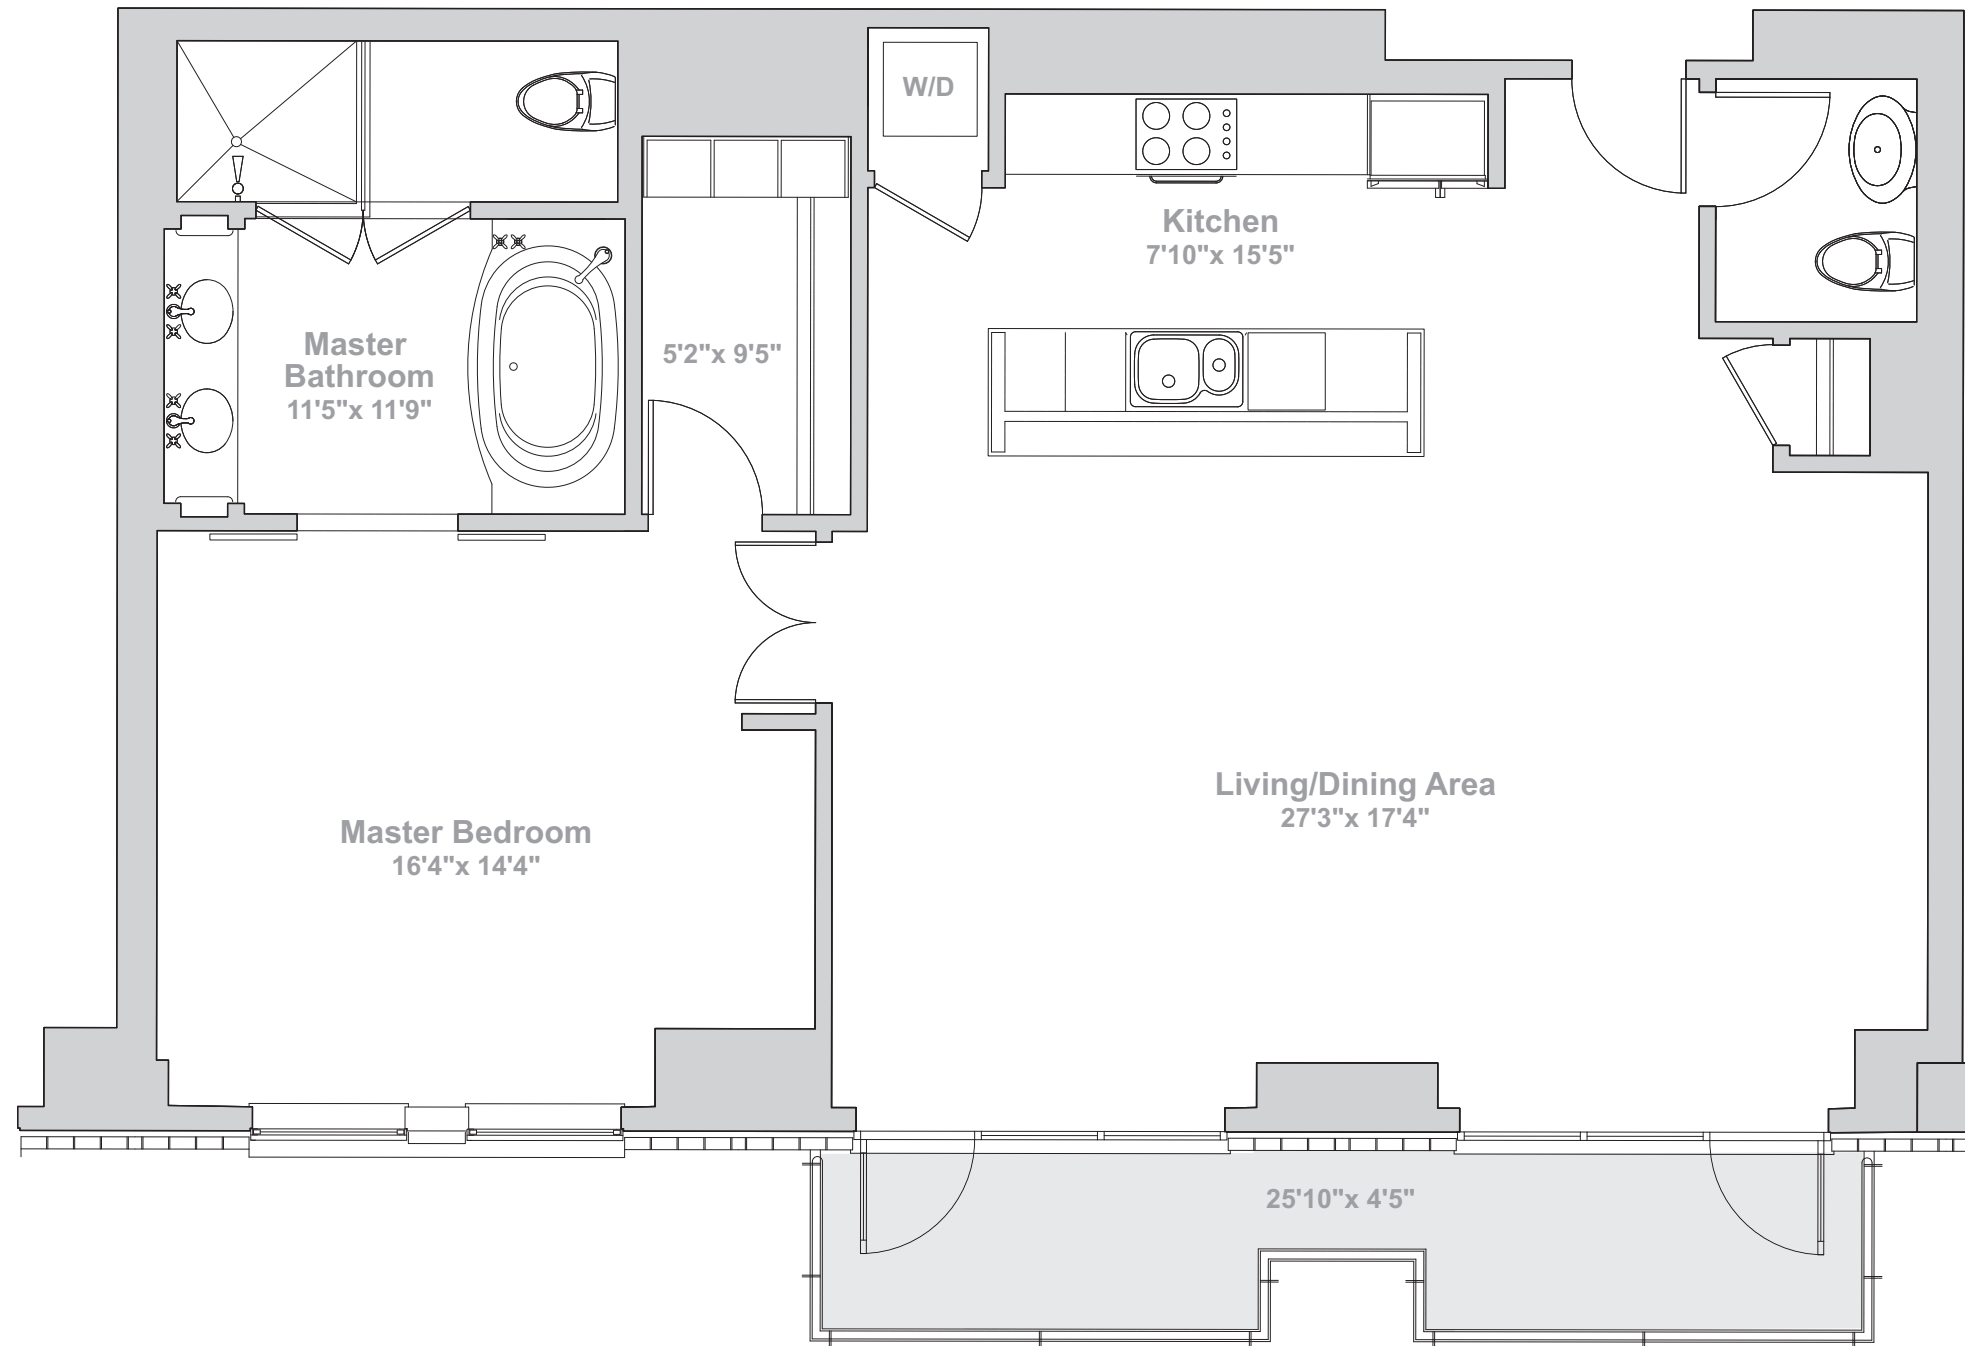 W/D
Kitchen
7'10"x 15'5"
Master
Bathroom
11'5"x 11'9"
5'2"x 9'5"
Living/Dining Area
27'3"x 17'4"
Master Bedroom
16'4"x 14'4"
25'10"x 4'5"